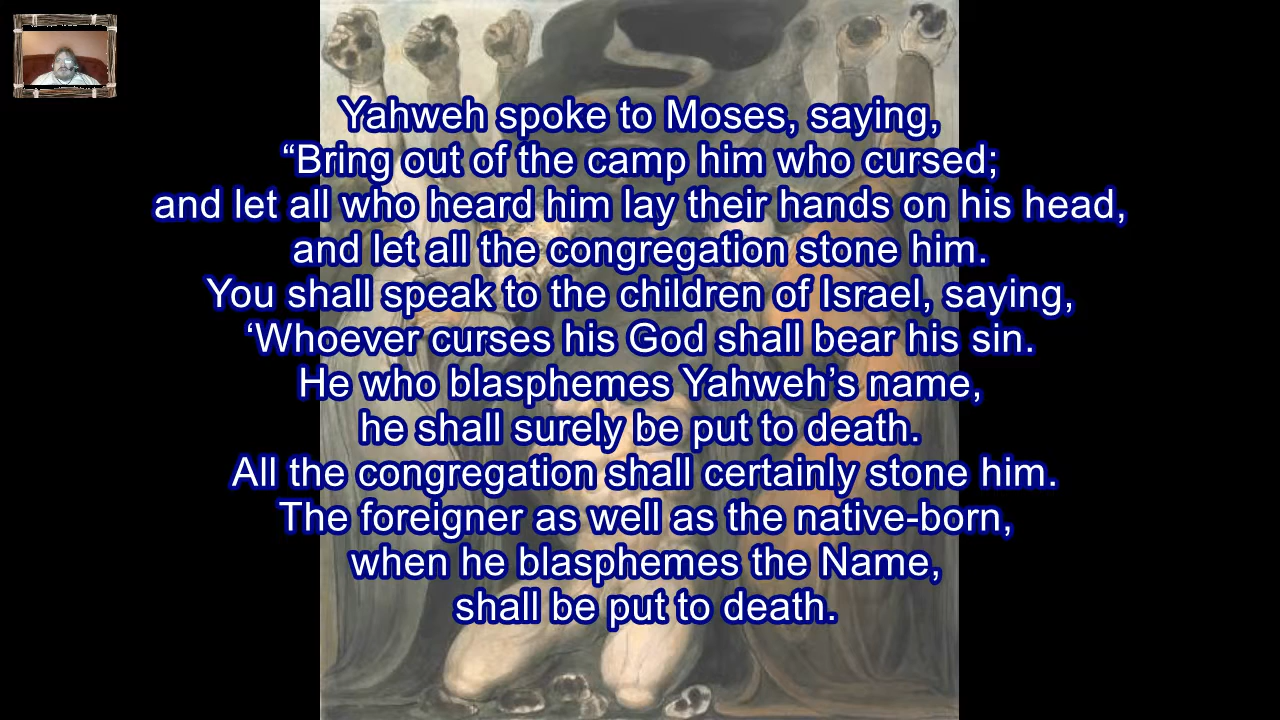 Yahweh spoke to Moses, saying,
“Bring out of the camp him who cursed;
and let all who heard him lay their hands on his head,
and let all the congregation stone him.
You shall speak to the children of Israel, saying,
‘Whoever curses his God shall bear his sin.
He who blasphemes Yahweh’s name,
he shall surely be put to death.
All the congregation shall certainly stone him.
The foreigner as well as the native-born,
when he blasphemes the Name,
shall be put to death.